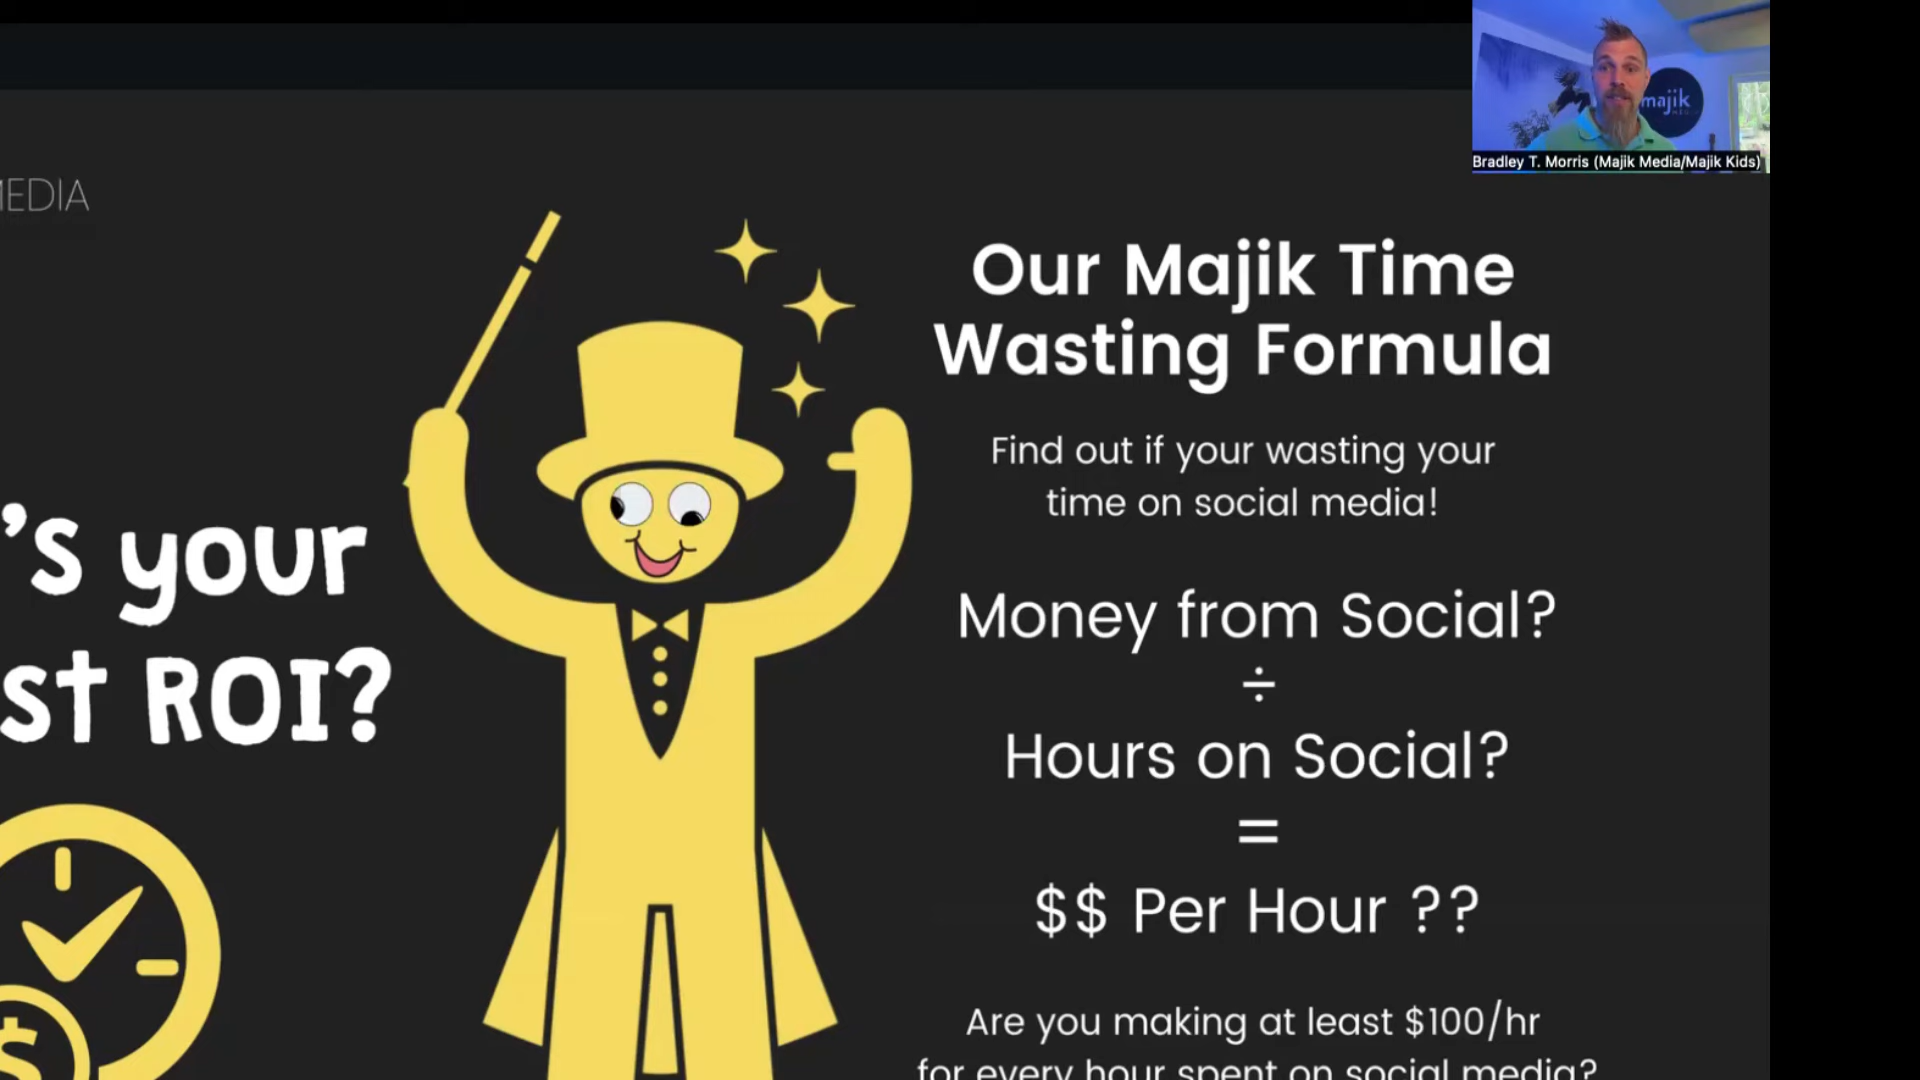 majik
Bradley T. Morris (Majik Media/Majik Kids)
MEDIA
Our Majik Time
Wasting Formula
Find out if your wasting your
time on social media!
’s your
st ROI?
Money from Social?
÷
Hours on Social?
=
$$ Per Hour ??
$
Are you making at least $100/hr
for every hour spent on social media?